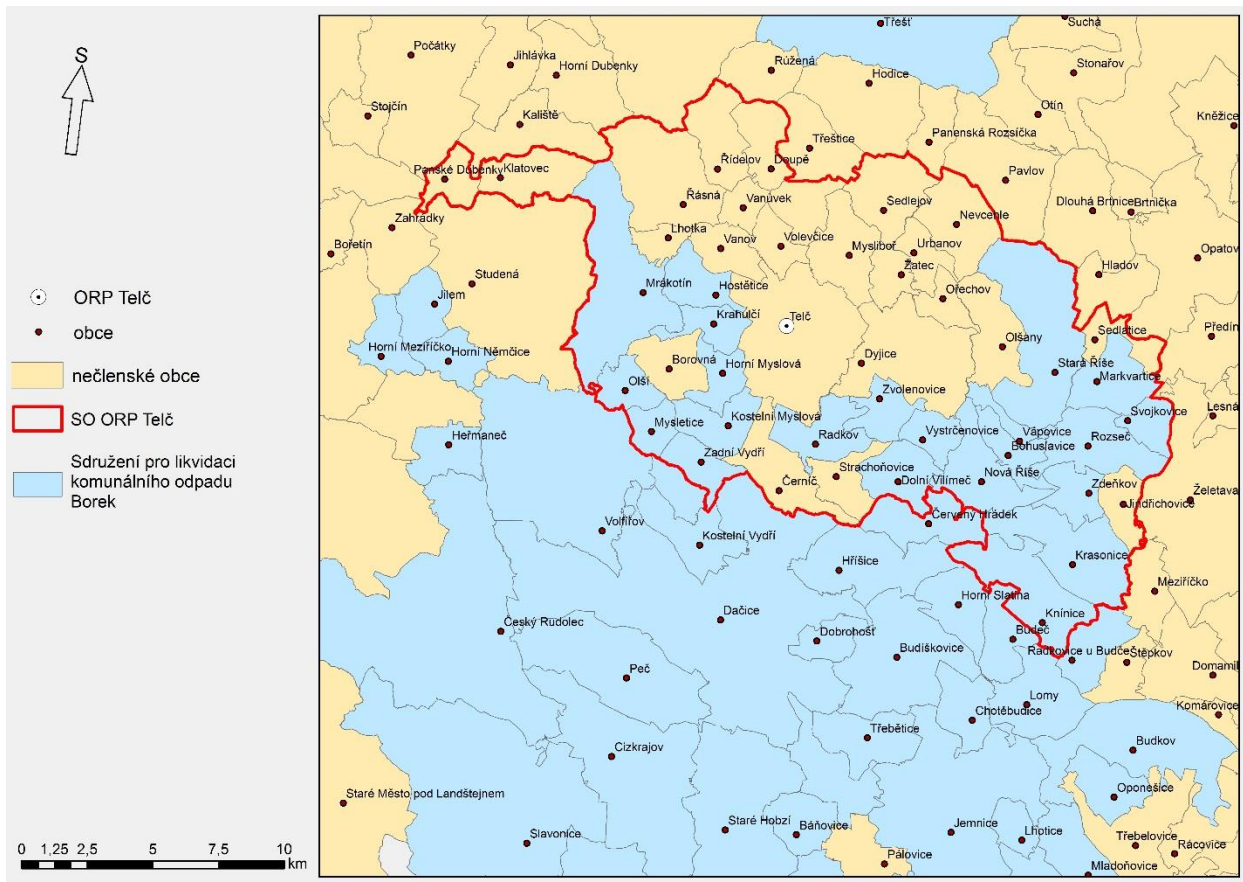 S
ORP Telč
obce
nečlenské obce
SO ORP Telč
Sdružení pro likvidaci
komunálního odpadu
Borek
0 1,25 2,5 5 7,5 10
km
Třešť
Suchá
Počátky
Jihlávka
Horní Dubenky
Růžená
Hodice
Stonařov
Stojčín
Kaliště
Otín
Kněžice
Třeštice
Panenská Rozsíčka
Panské Dubenky
Klatovec
Řídelov
Doupě
Pavlov
Zahrádky
Řásná
Vanůvek
Sedlejov
Nevcehle
Dlouhá Brtnice
Brtnička
Bořetín
Lhotka
Vanov
Volevčice
Mysliboř
Urbanov
Opatov
Studená
Žatec
Hladov
Jilem
Mrákotín
Hostětice
Ořechov
Krahulčí
Telč
Předín
Horní Meziříčko
Horní Němčice
Borovná
Horní Myslová
Dyjice
Olšany
Sedlatice
Stará Říše
Markvartice
Olší
Zvolenovice
Heřmaneč
Mysletice
Kostelní Myslová
Radkov
Vystrčenovice
Vápovice
Bohuslavice
Svojkovice
Rozseč
Lesná
Zadní Vydří
Černíč
Strachoňovice
Dolní Vilímeč
Nová Říše
Zdeňkov
Jindřichovice
Želetava
Volfířov
Kostelní Vydří
Červený Hrádek
Hříšice
Krasonice
Meziříčko
Český Rudolec
Dačice
Dobrohošť
Horní Slatina
Knínice
Budeč
Peč
Budíškovice
Radkovice u Budče
Štěpkov
Domamil
Lomy
Chotěbudice
Komárovice
Cizkrajov
Třebětice
Budkov
Staré Město pod Landštejnem
Oponešice
Slavonice
Staré Hobzí
Báňovice
Jemnice
Lhotice
Třebelovice
Rácovice
Pálovice
Mladoňovice